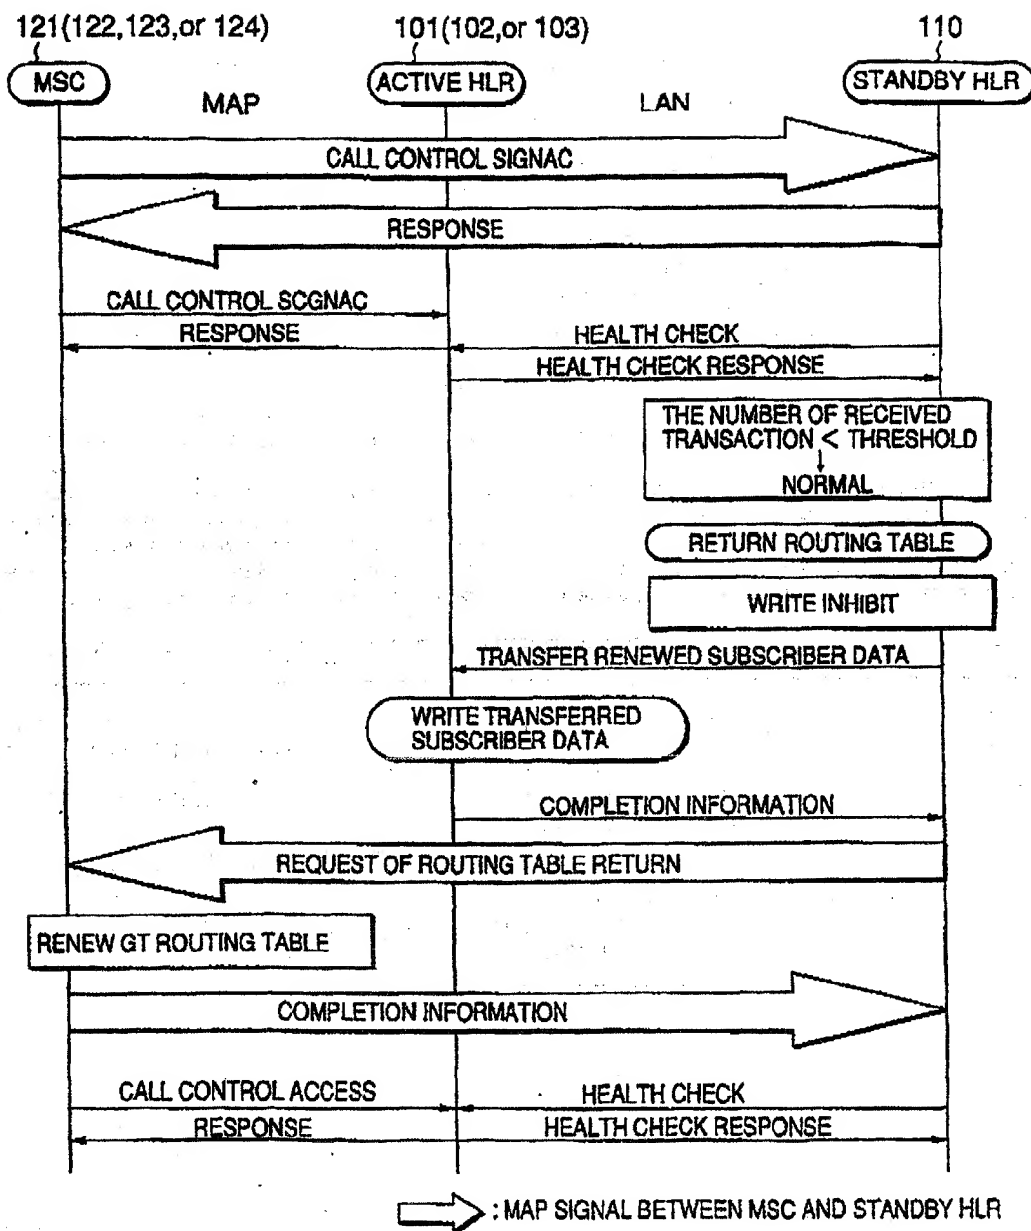 121(122,123,or 124)
101(102,or 103)
110
MSC
ACTIVE HLR
STANDBY HLR
MAP
LAN
CALL CONTROL SIGNAC
RESPONSE
CALL CONTROL SCGNAC
RESPONSE
HEALTH CHECK
HEALTH CHECK RESPONSE
THE NUMBER OF RECEIVED
TRANSACTION < THRESHOLD
NORMAL
RETURN ROUTING TABLE
WRITE INHIBIT
TRANSFER RENEWED SUBSCRIBER DATA
WRITE TRANSFERRED
SUBSCRIBER DATA
COMPLETION INFORMATION
REQUEST OF ROUTING TABLE RETURN
RENEW GT ROUTING TABLE
COMPLETION INFORMATION
CALL CONTROL ACCESS
HEALTH CHECK
RESPONSE
HEALTH CHECK RESPONSE
: MAP SIGNAL BETWEEN MSC AND STANDBY HLR